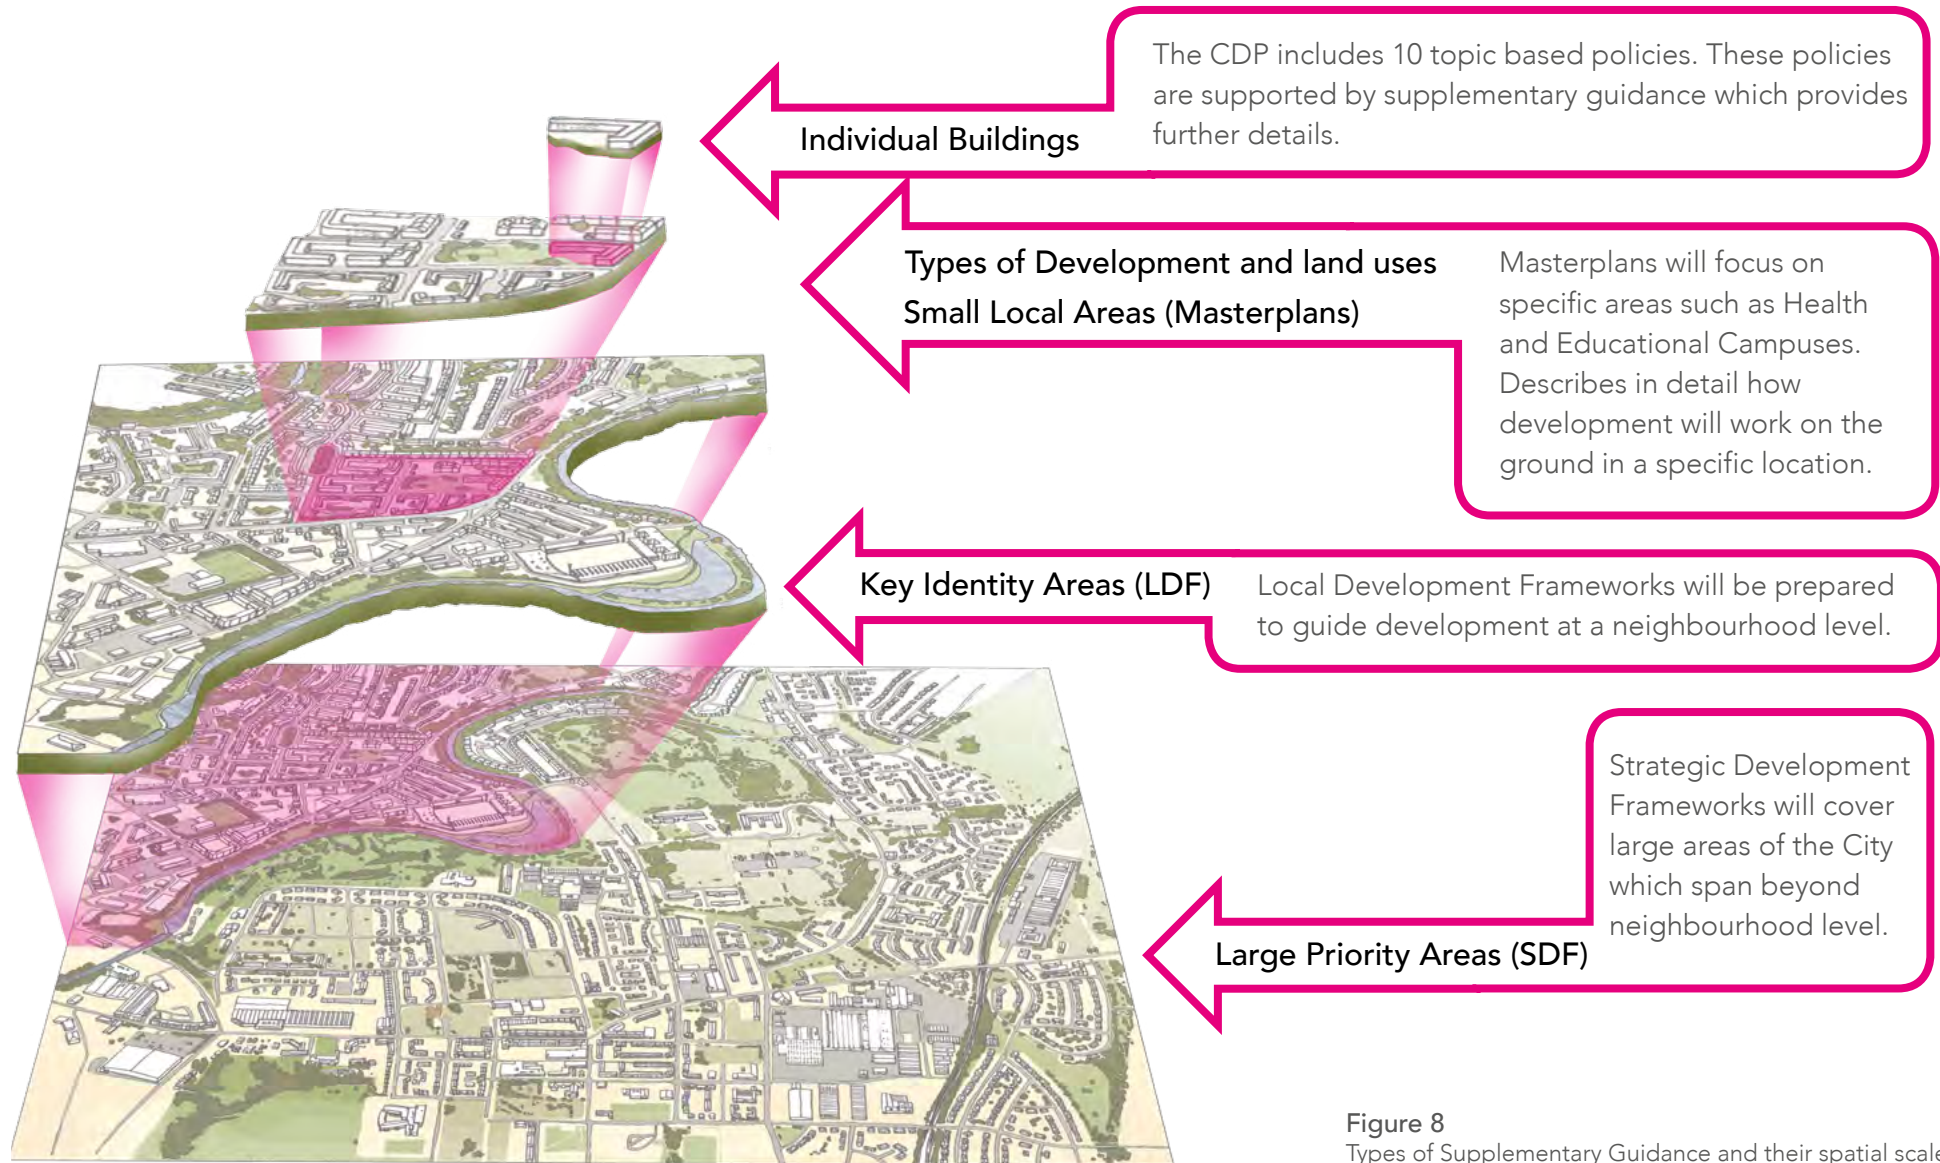 The CDP includes 10 topic based policies. These policies
are supported by supplementary guidance which provides
further details.
Individual Buildings
Types of Development and land uses
Small Local Areas (Masterplans)
Masterplans will focus on
specific areas such as Health
and Educational Campuses.
Describes in detail how
development will work on the
ground in a specific location.
Key Identity Areas (LDF)
Local Development Frameworks will be prepared
to guide development at a neighbourhood level.
Strategic Development
Frameworks will cover
large areas of the City
which span beyond
neighbourhood level.
Large Priority Areas (SDF)
Figure 8
Types of Supplementary Guidance and their spatial scale